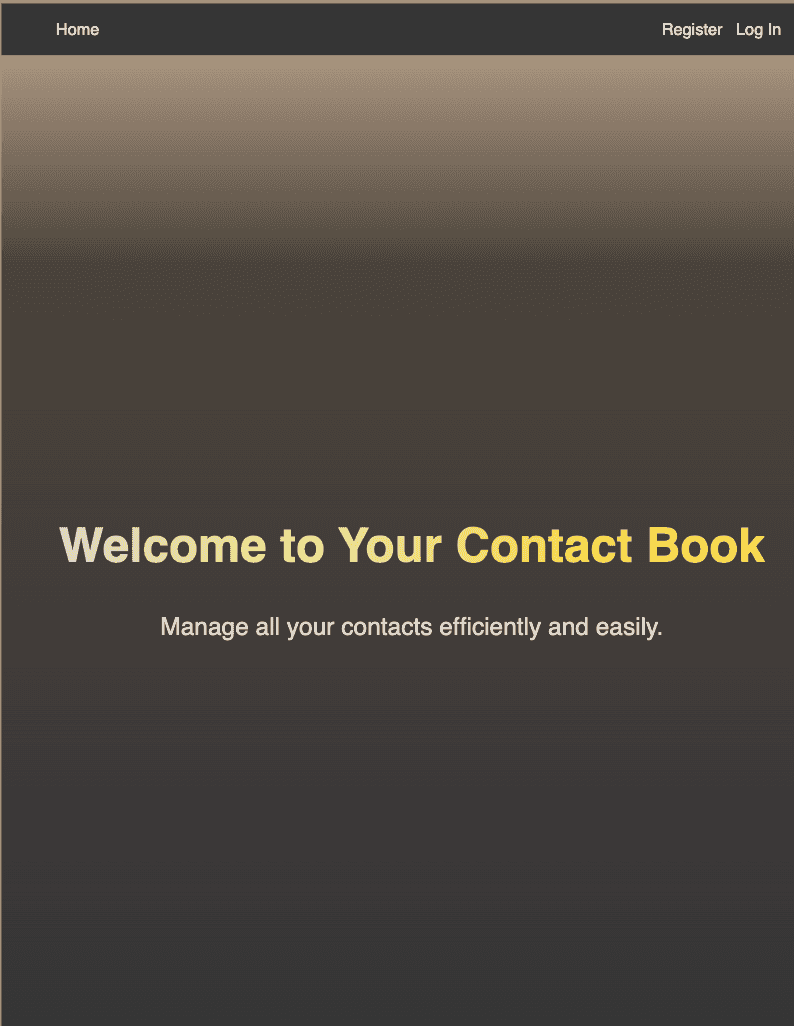 Home Register Log In
Welcome to Your Contact Book
Manage all your contacts efficiently and easily.